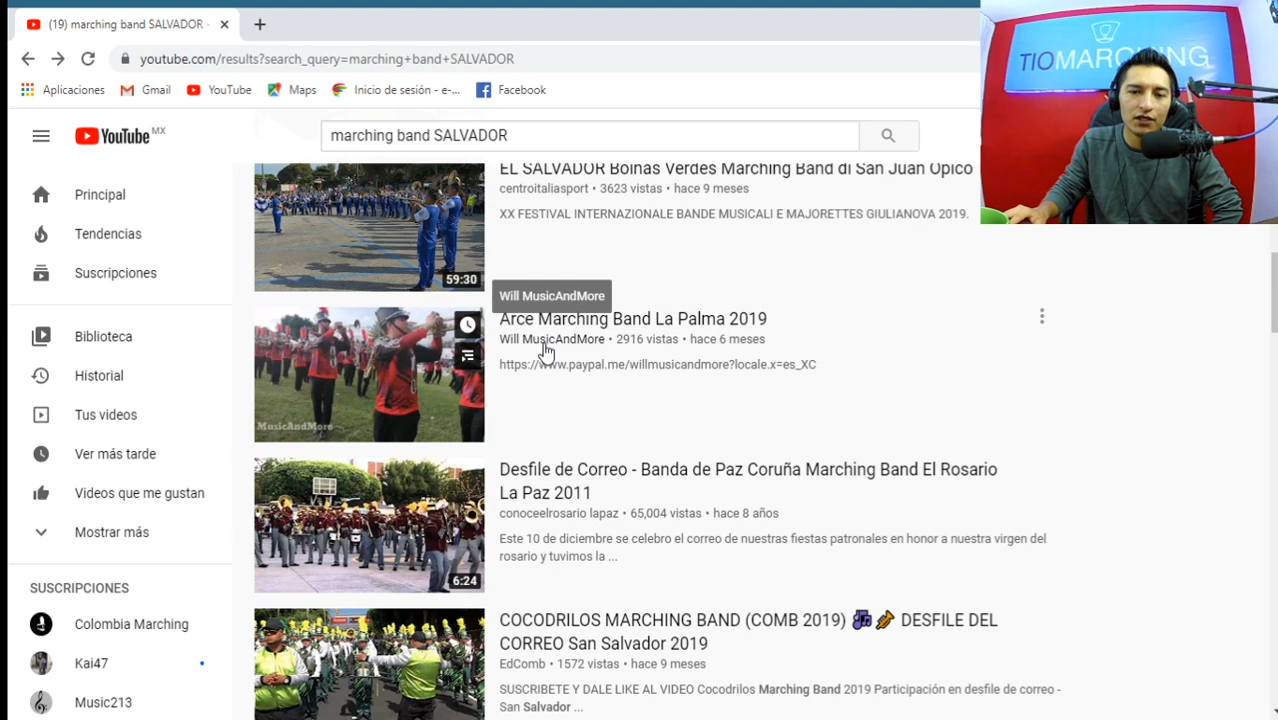 (19) marching band SALVADOR -
youtube.com/results?search_query=marching+band+SALVADOR
Aplicaciones Gmail YouTube Maps Inicio de sesión - e-... Facebook
TIOMARCHING
YouTube MX
marching band SALVADOR
Principal
Tendencias
Suscripciones
Biblioteca
Historial
Tus videos
Ver más tarde
Videos que me gustan
Mostrar más
SUSCRIPCIONES
Colombia Marching
Kai47
Music213
EL SALVADOR Boinas Verdes Marching Band di San Juan Opico
centroitaliasport • 3623 vistas • hace 9 meses
XX FESTIVAL INTERNAZIONALE BANDE MUSICALI E MAJORETTES GIULIANOVA 2019.
59:30
Will MusicAndMore
Arce Marching Band La Palma 2019
Will MusicAndMore • 2916 vistas • hace 6 meses
https://www.paypal.me/willmusicandmore?locale.x=es_XC
MusicAndMore
Desfile de Correo - Banda de Paz Coruña Marching Band El Rosario
La Paz 2011
conoceelrosario lapaz • 65,004 vistas • hace 8 años
Este 10 de diciembre se celebro el correo de nuestras fiestas patronales en honor a nuestra virgen del
rosario y tuvimos la ...
6:24
COCODRILOS MARCHING BAND (COMB 2019) 🎶🎺 DESFILE DEL
CORREO San Salvador 2019
EdComb • 1572 vistas • hace 9 meses
SUSCRIBETE Y DALE LIKE AL VIDEO Cocodrilos Marching Band 2019 Participación en desfile de correo -
San Salvador ...